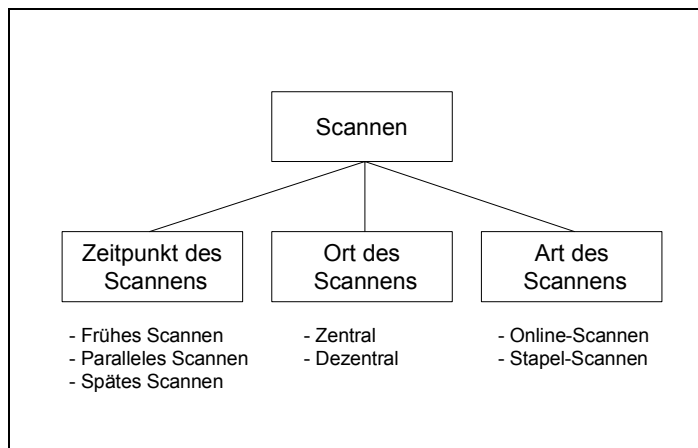 Scannen
Zeitpunkt des
Scannens
Ort des
Scannens
Art des
Scannens
- Frühes Scannen
- Paralleles Scannen
- Spätes Scannen
- Zentral
- Dezentral
- Online-Scannen
- Stapel-Scannen